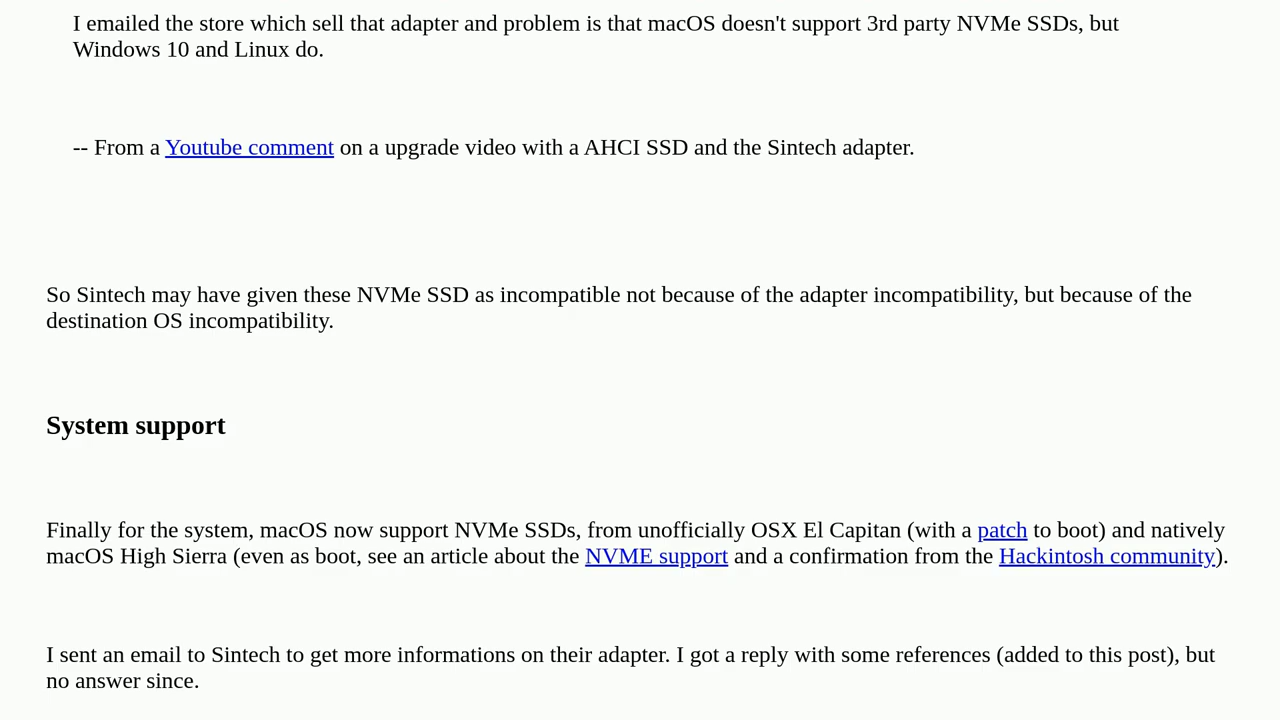 I emailed the store which sell that adapter and problem is that macOS doesn't support 3rd party NVMe SSDs, but
Windows 10 and Linux do.
-- From a Youtube comment on a upgrade video with a AHCI SSD and the Sintech adapter.
So Sintech may have given these NVMe SSD as incompatible not because of the adapter incompatibility, but because of the
destination OS incompatibility.
System support
Finally for the system, macOS now support NVMe SSDs, from unofficially OSX El Capitan (with a patch to boot) and natively
macOS High Sierra (even as boot, see an article about the NVME support and a confirmation from the Hackintosh community).
I sent an email to Sintech to get more informations on their adapter. I got a reply with some references (added to this post), but
no answer since.